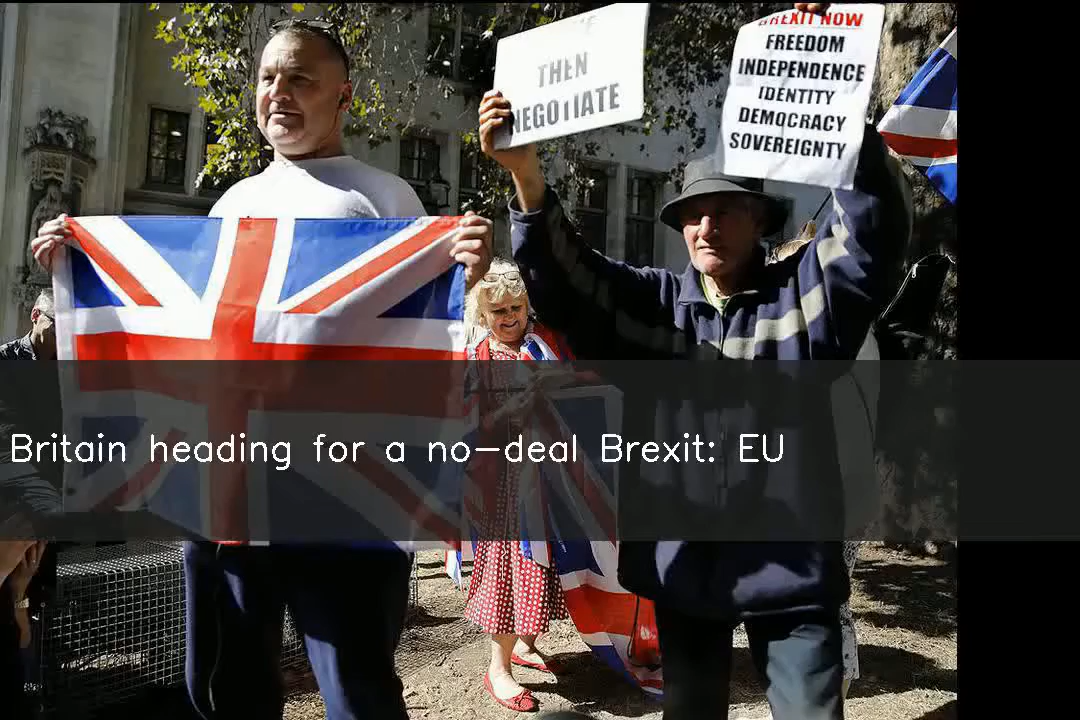 THEN
NEGOTIATE
BREXIT NOW
FREEDOM
INDEPENDENCE
IDENTITY
DEMOCRACY
SOVEREIGNTY
Britain heading for a no-deal Brexit: EU